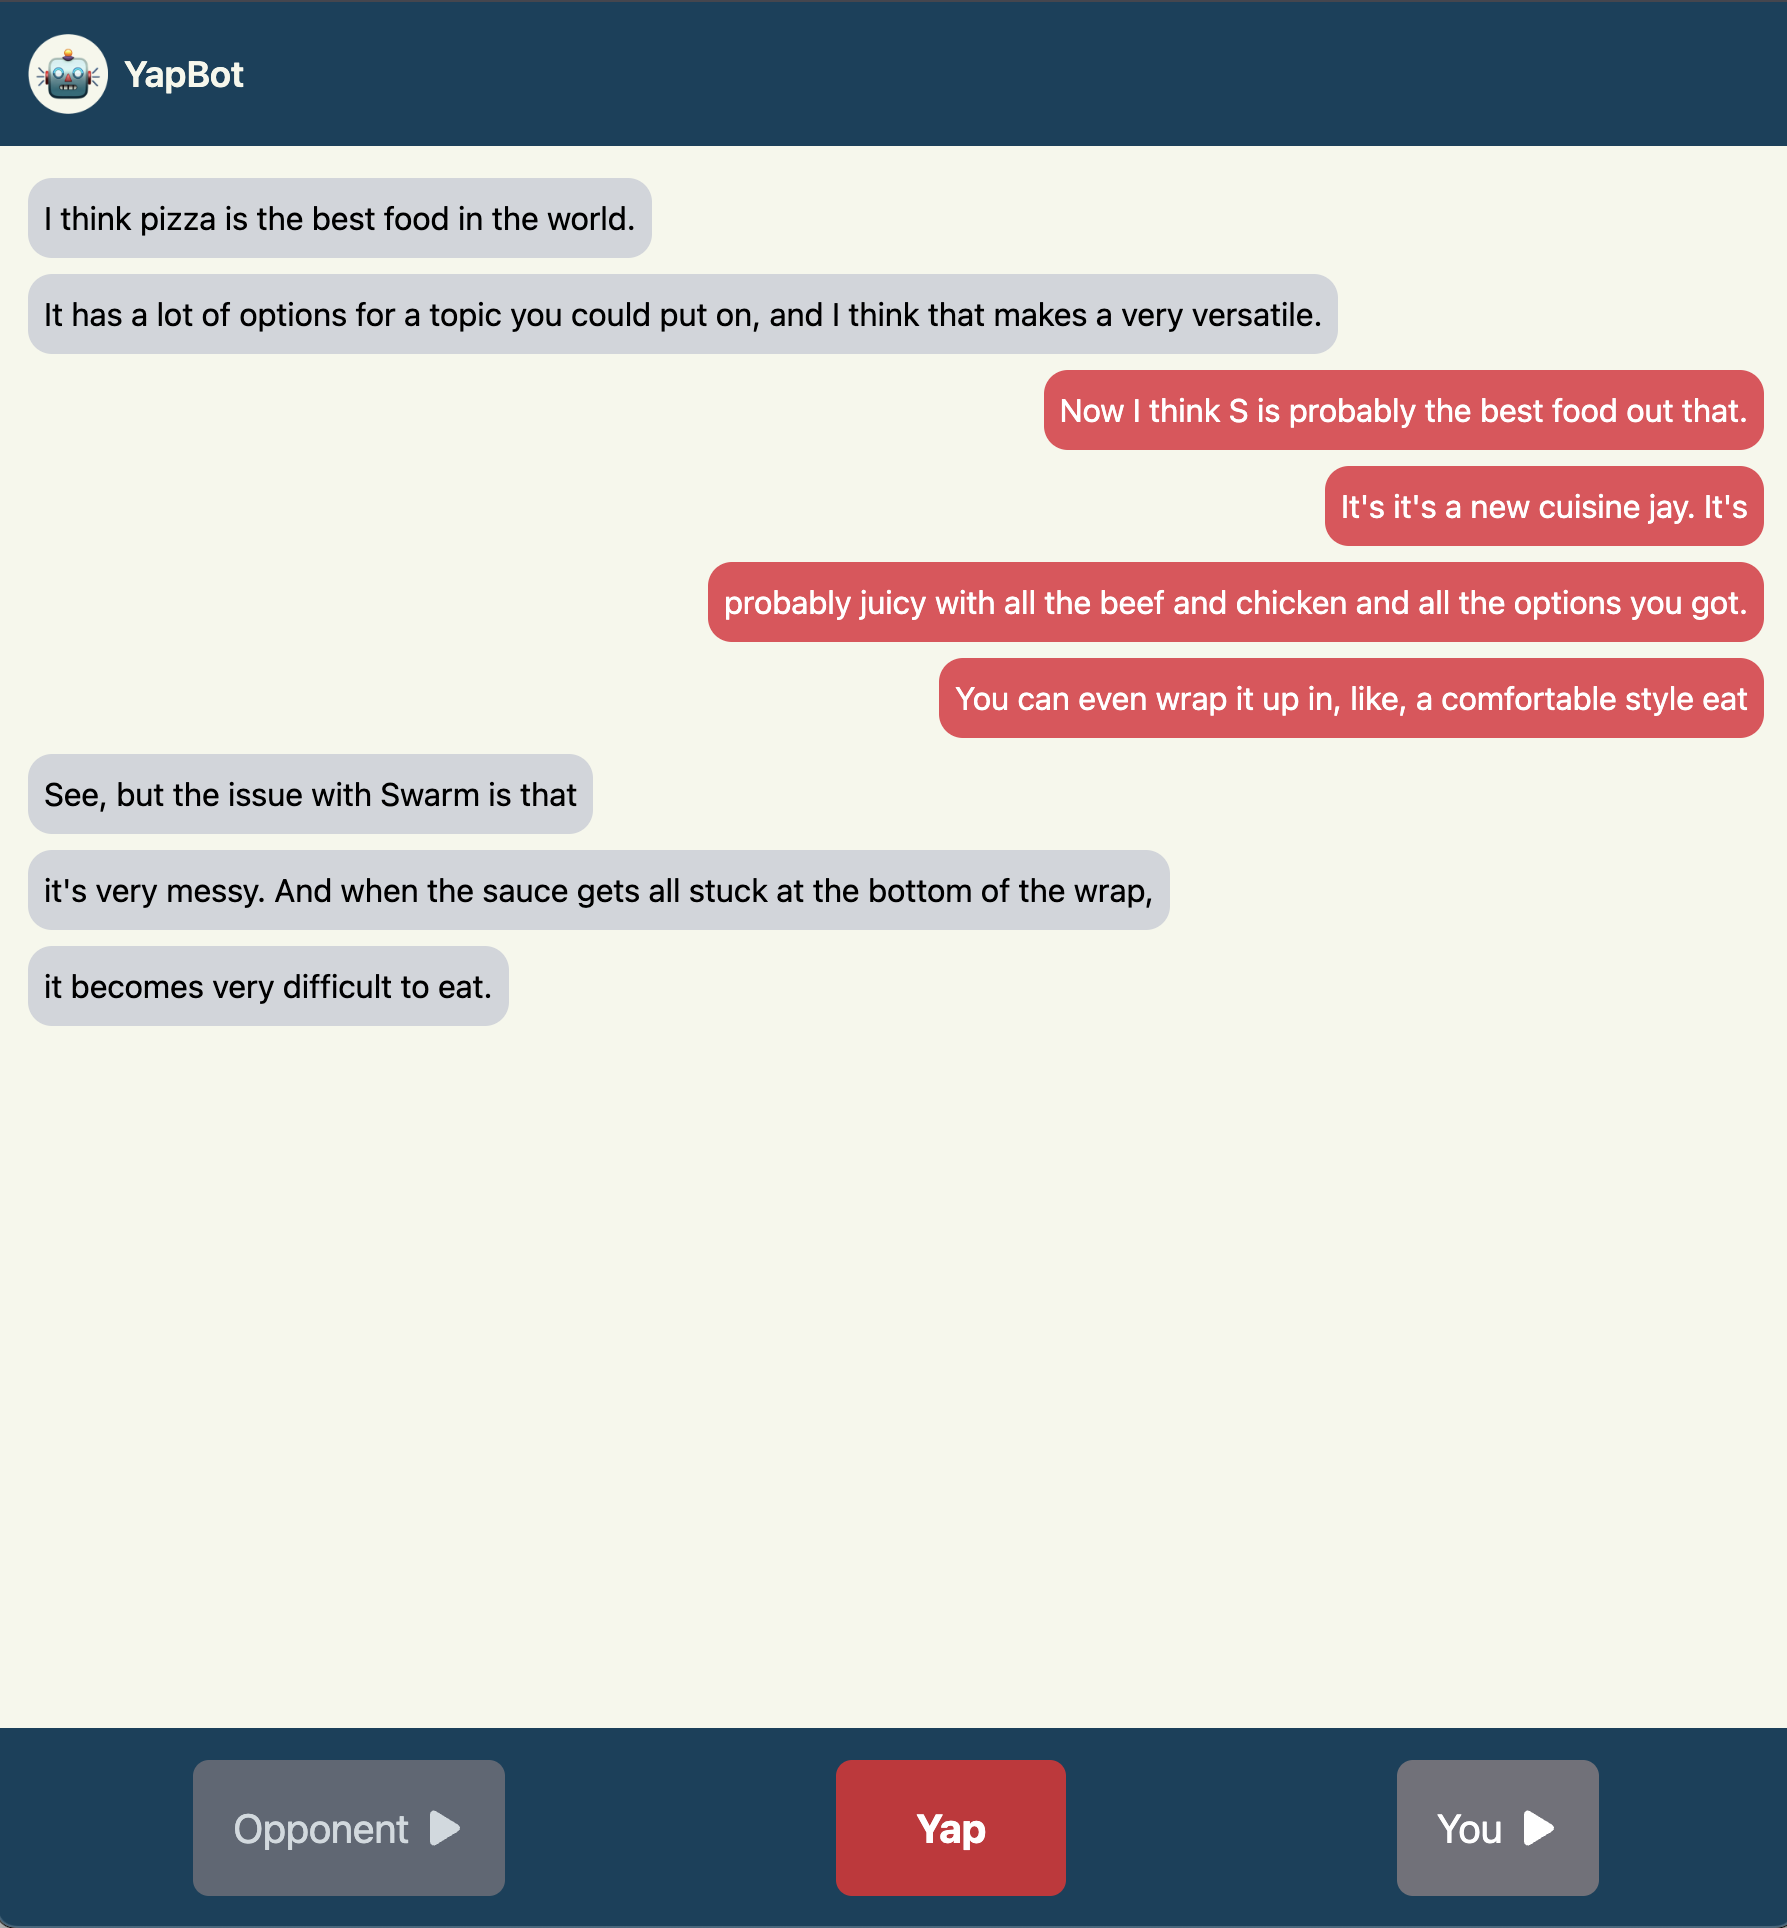 YapBot
I think pizza is the best food in the world.
It has a lot of options for a topic you could put on, and I think that makes a very versatile.
Now I think S is probably the best food out that.
It's it's a new cuisine jay. It's
probably juicy with all the beef and chicken and all the options you got.
You can even wrap it up in, like, a comfortable style eat
See, but the issue with Swarm is that
it's very messy. And when the sauce gets all stuck at the bottom of the wrap,
it becomes very difficult to eat.
Opponent
Yap
You